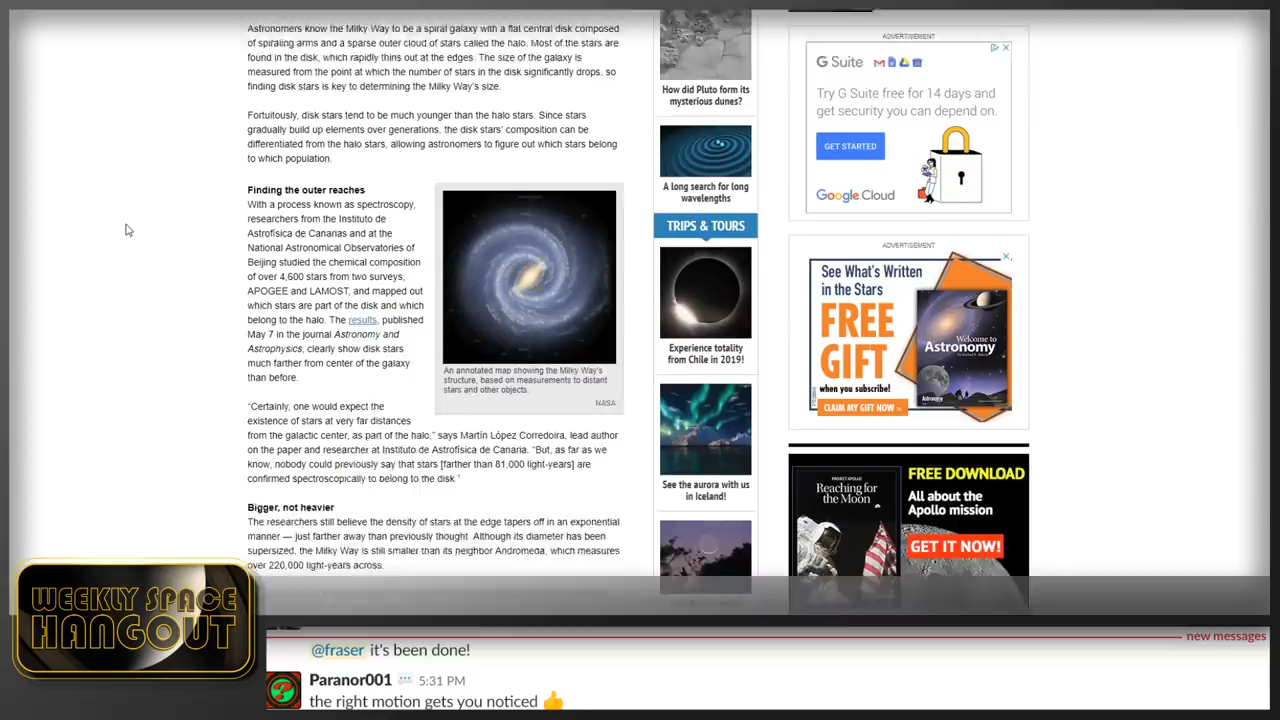 Astronomers know the Milky Way to be a spiral galaxy with a flat central disk composed
of spiraling arms and a sparse outer cloud of stars called the halo. Most of the stars are
found in the disk, which rapidly thins out at the edges. The size of the galaxy is
measured from the point at which the number of stars in the disk significantly drops, so
finding disk stars is key to determining the Milky Way's size.
Fortuitously, disk stars tend to be much younger than the halo stars. Since stars
gradually build up elements over generations, the disk stars' composition can be
differentiated from the halo stars, allowing astronomers to figure out which stars belong
to which population.
Finding the outer reaches
With a process known as spectroscopy,
researchers from the Instituto de
Astrofísica de Canarias and at the
National Astronomical Observatories of
Beijing studied the chemical composition
of over 4,600 stars from two surveys,
APOGEE and LAMOST, and mapped out
which stars are part of the disk and which
belong to the halo. The results, published
May 7 in the journal Astronomy and
Astrophysics, clearly show disk stars
much farther from center of the galaxy
than before.
An annotated map showing the Milky Way's
structure, based on measurements to distant
stars and other objects.
NASA
“Certainly, one would expect the
existence of stars at very far distances
from the galactic center, as part of the halo,” says Martín López Corredoira, lead author
on the paper and researcher at Instituto de Astrofísica de Canaria. “But, as far as we
know, nobody could previously say that stars [farther than 81,000 light-years] are
confirmed spectroscopically to belong to the disk.”
Bigger, not heavier
The researchers still believe the density of stars at the edge tapers off in an exponential
manner — just farther away than previously thought. Although its diameter has been
supersized, the Milky Way is still smaller than its neighbor Andromeda, which measures
over 220,000 light-years across.
How did Pluto form its
mysterious dunes?
A long search for long
wavelengths
TRIPS & TOURS
Experience totality
from Chile in 2019!
See the aurora with us
in Iceland!
ADVERTISEMENT
G Suite
Try G Suite free for 14 days and
get security you can depend on.
GET STARTED
Google Cloud
ADVERTISEMENT
See What's Written
in the Stars
FREE
GIFT
when you subscribe!
CLAIM MY GIFT NOW »
Welcome to
Astronomy
Astronomy
PROJECT APOLLO
Reaching for
the Moon
FREE DOWNLOAD
All about the
Apollo mission
GET IT NOW!
WEEKLY SPACE
HANGOUT
new messages
@fraser it's been done!
Paranor001 5:31 PM
the right motion gets you noticed 👍